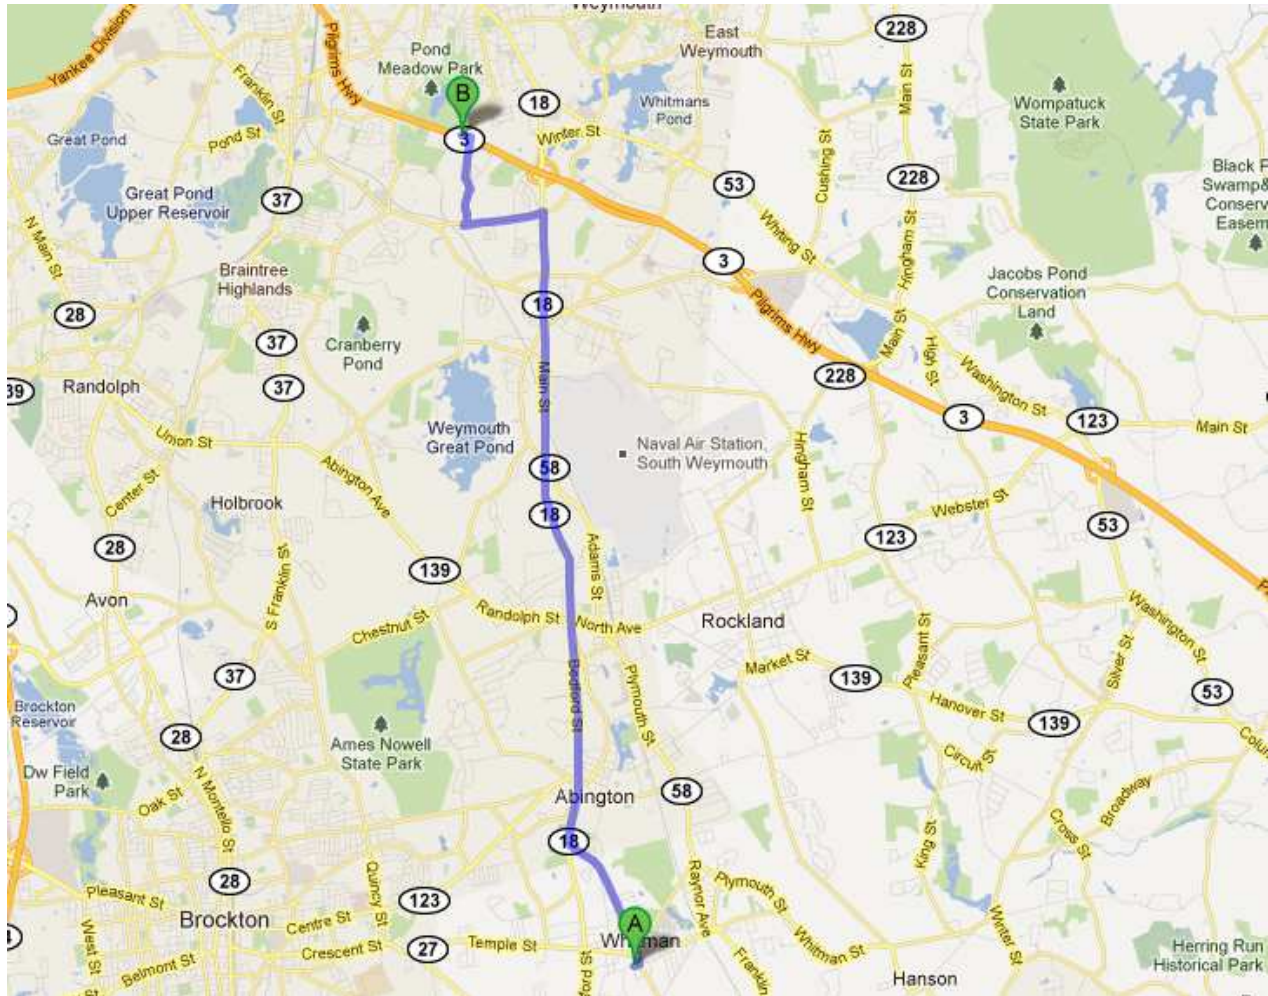 Weymouth
Yankee Division
Pilgrims Hwy
228
East
Weymouth
Pond
Meadow Park
Franklin St
Main St
B
18
Whitmans
Pond
Wompatuck
State Park
Great Pond
Pond St
3
Winter St
Cushing St
228
53
37
Great Pond
Upper Reservoir
N Main St
Whiting St
Hingham St
Braintree
Highlands
3
Jacobs Pond
Conservation
Land
28
18
Pilgrims Hwy
Main St
High St
37
Cranberry
Pond
Randolph
37
Main St
228
Washington St
3
123
Main St
Union St
Weymouth
Great Pond
Naval Air Station,
South Weymouth
Hingham St
58
Abington Ave
Center St
Holbrook
18
Webster St
53
28
123
S Franklin St
139
Adams St
Avon
Randolph St
North Ave
Rockland
Chestnut St
Washington St
Pleasant St
Silver St
Market St
139
37
Bedford St
Plymouth St
53
Hanover St
139
Brockton
Reservoir
28
Ames Nowell
State Park
Circuit St
Dw Field
Park
N Montello St
Oak St
58
Abington
Broadway
Cross St
18
King St
28
Pleasant St
Quincy St
123
Raynor Ave
Plymouth St
Brockton
Centre St
A
Whitman
West St
Crescent St
27
Temple St
Whitman St
Winter St
Belmont St
Franklin
Hanson
Herring Run
Historical Park